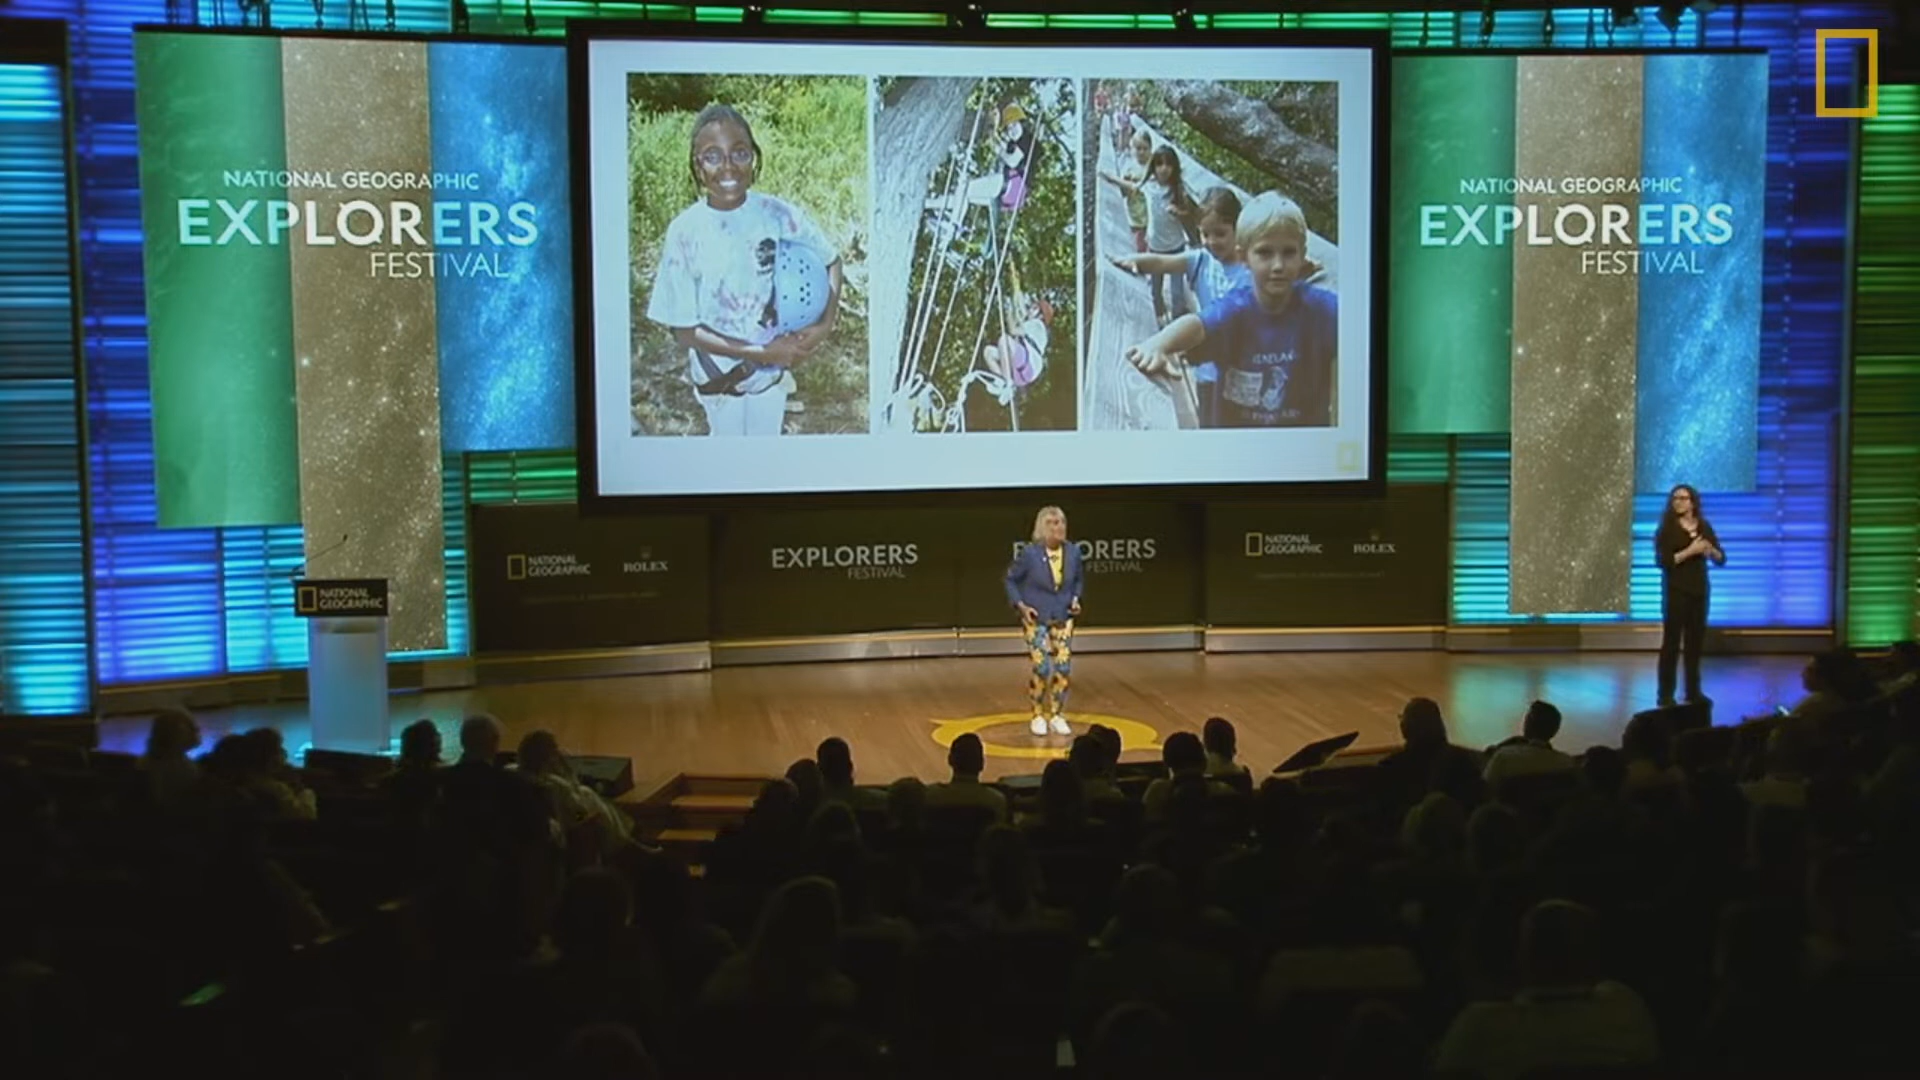 NATIONAL GEOGRAPHIC
EXPLORERS
FESTIVAL
NATIONAL GEOGRAPHIC
EXPLORERS
FESTIVAL
NATIONAL
GEOGRAPHIC
ROLEX
EXPLORERS
FESTIVAL
ORERS
FESTIVAL
NATIONAL
GEOGRAPHIC
ROLEX
NATIONAL
GEOGRAPHIC